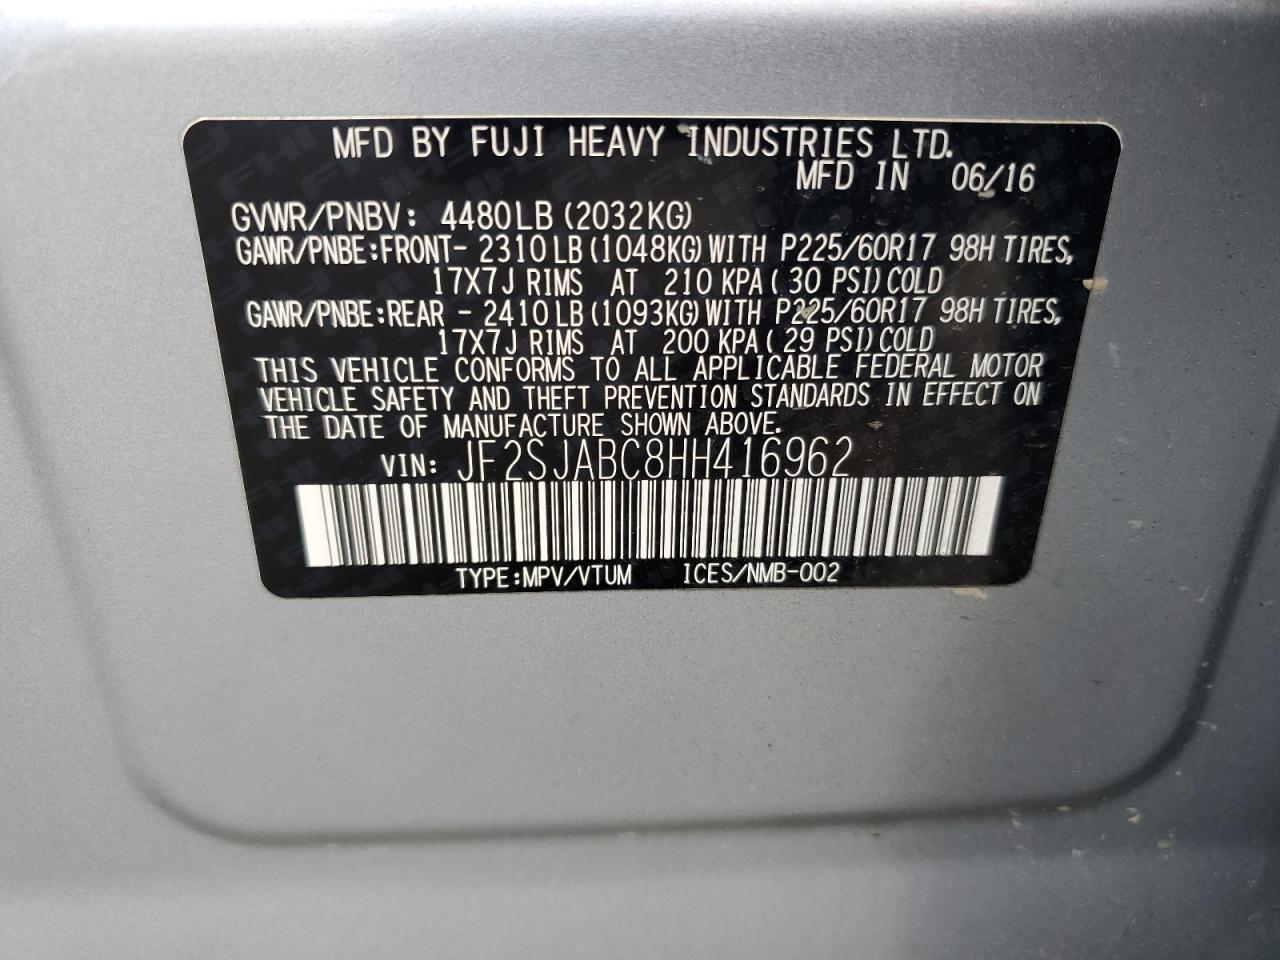 MFD BY FUJI HEAVY INDUSTRIES LTD.
MFD IN 06/16
GVWR/PNBV: 4480LB (2032KG)
GAWR/PNBE:FRONT- 2310 LB (1048KG) WITH P225/60R17 98H TIRES,
17X7J RIMS AT 210 KPA ( 30 PSI) COLD
GAWR/PNBE:REAR - 2410 LB (1093KG) WITH P225/60R17 98H TIRES,
17X7J RIMS AT 200 KPA ( 29 PSI) COLD
THIS VEHICLE CONFORMS TO ALL APPLICABLE FEDERAL MOTOR
VEHICLE SAFETY AND THEFT PREVENTION STANDARDS IN EFFECT ON
THE DATE OF MANUFACTURE SHOWN ABOVE.
VIN: JF2SJABC8HH416962
TYPE:MPV/VTUM ICES/NMB-002